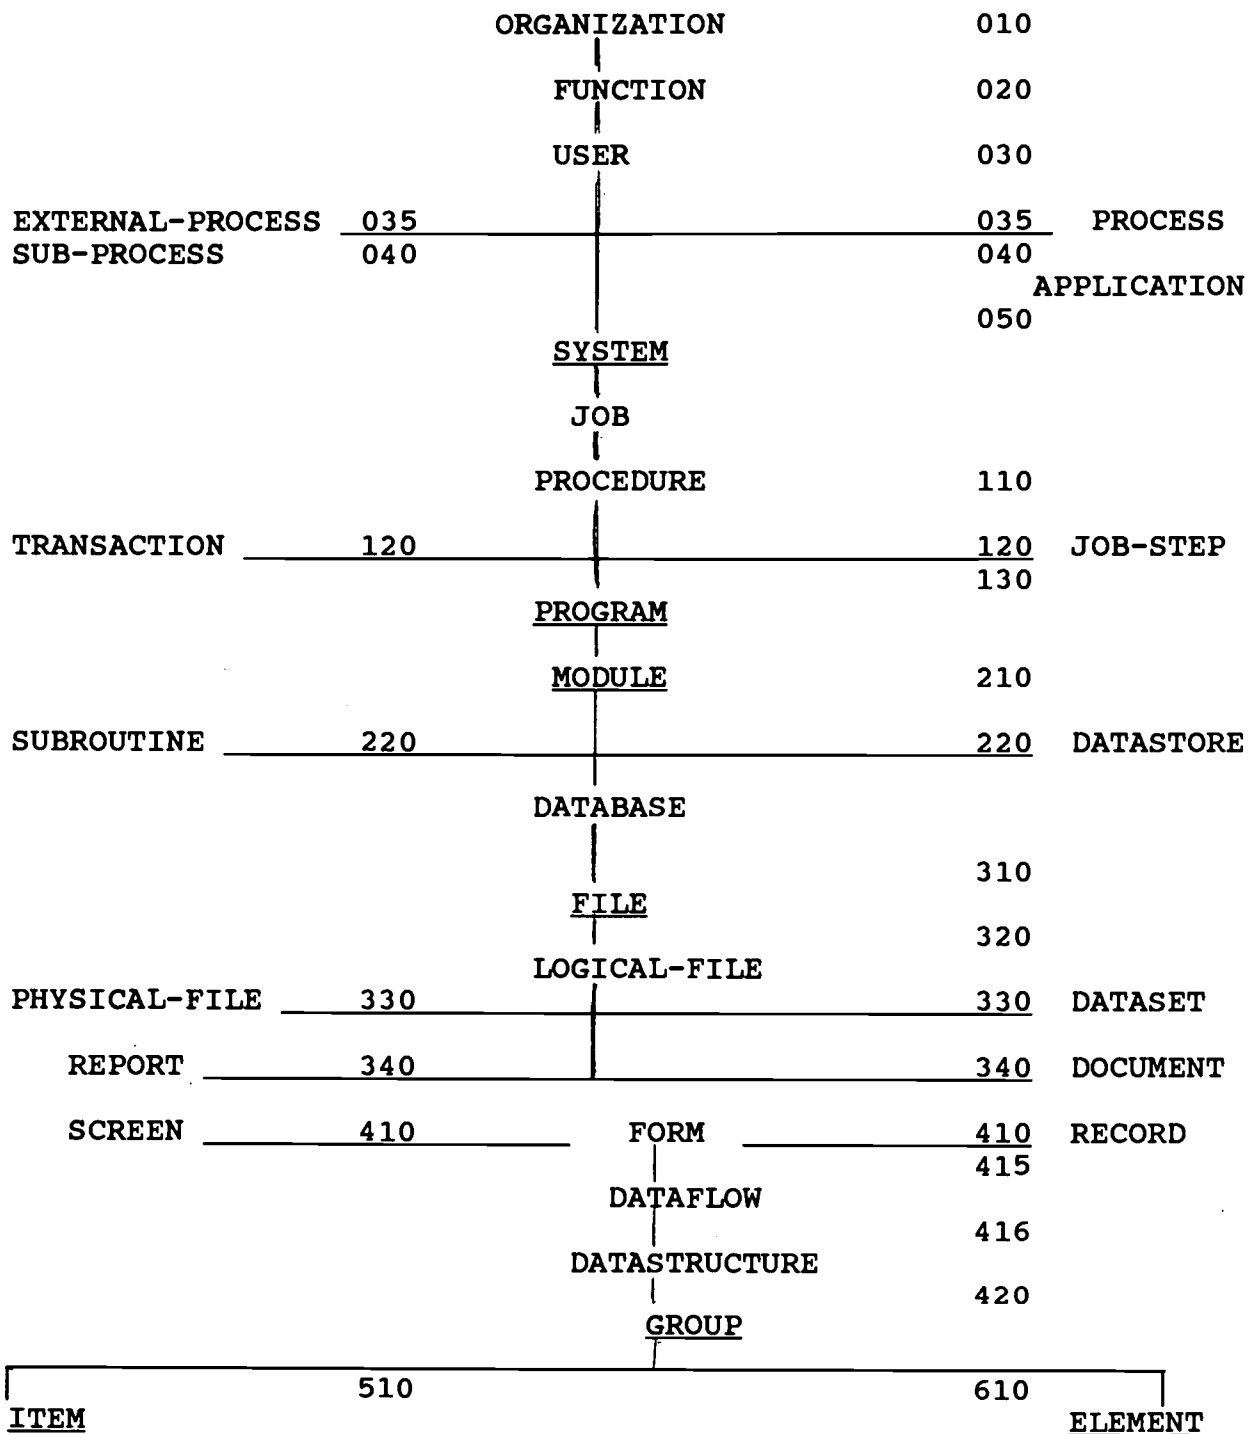 ORGANIZATION 010
FUNCTION 020
USER 030
EXTERNAL-PROCESS 035 035 PROCESS
SUB-PROCESS 040 040
APPLICATION
050
SYSTEM
JOB
PROCEDURE 110
TRANSACTION 120 120 JOB-STEP
130
PROGRAM
MODULE 210
SUBROUTINE 220 220 DATASTORE
DATABASE
310
FILE
320
LOGICAL-FILE
PHYSICAL-FILE 330 330 DATASET
REPORT 340 340 DOCUMENT
SCREEN 410 FORM 410 RECORD
415
DATAFLOW
416
DATASTRUCTURE
420
GROUP
510 610
ITEM ELEMENT